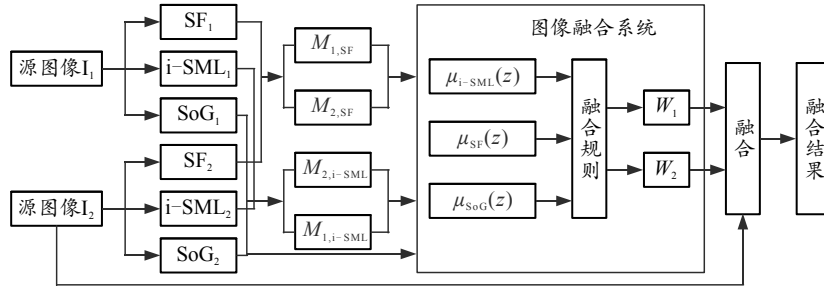 源图像I₁
SF₁
i-SML₁
SoG₁
源图像I₂
SF₂
i-SML₂
SoG₂
M₁,SF
M₂,SF
M₂,i-SML
M₁,i-SML
图像融合系统
μi-SML(z)
μSF(z)
μSoG(z)
融合规则
W₁
W₂
融合
融合结果